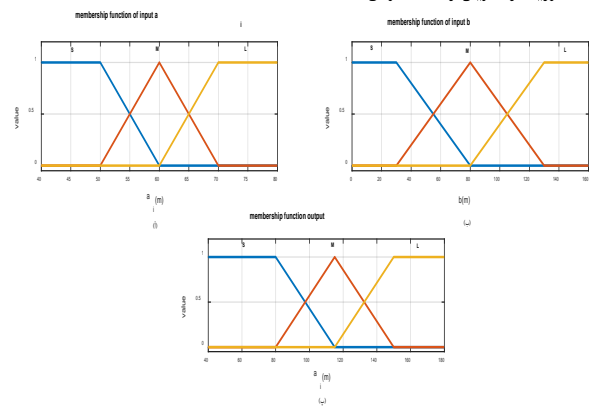 membership function of input a
i
S M L
1
0.5
0
value
40 45 50 55 60 65 70 75 80
a (m)
i
membership function of input b
S M L
1
0.5
0
value
0 20 40 60 80 100 120 140 160
b(m)
membership function output
S M L
1
0.5
0
value
40 60 80 100 120 140 160 180
a (m)
i